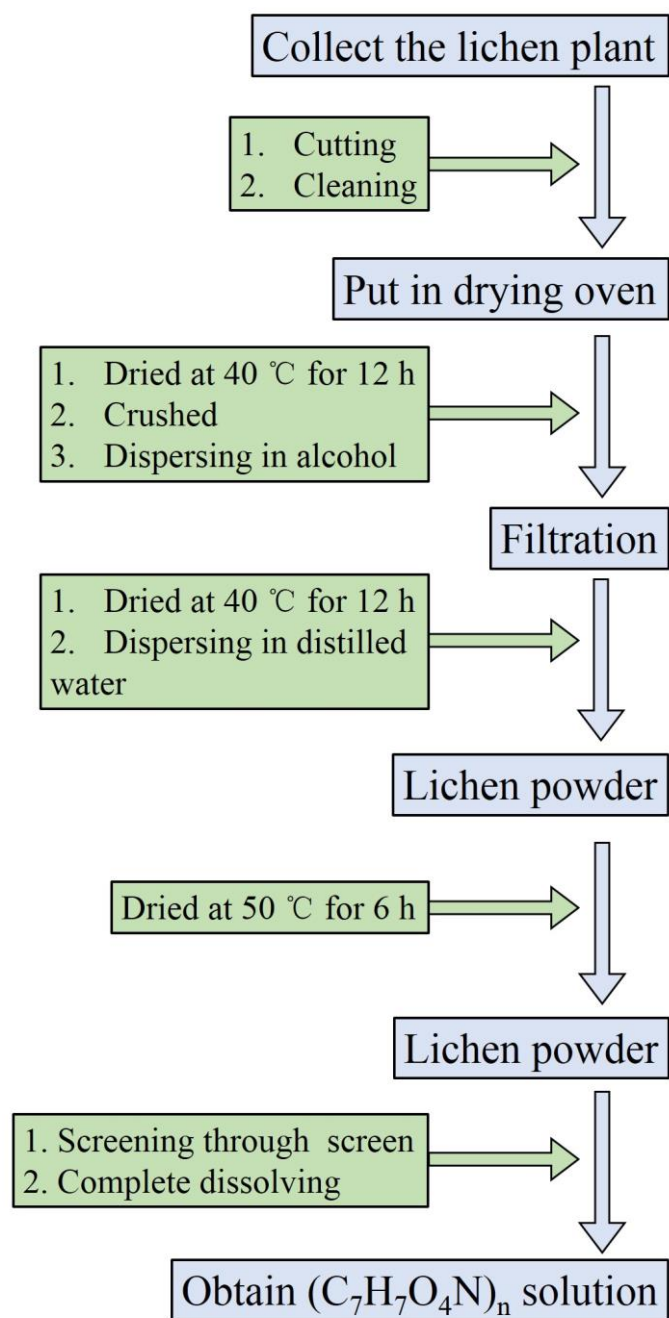 Collect the lichen plant
1. Cutting
2. Cleaning
Put in drying oven
1. Dried at 40 ℃ for 12 h
2. Crushed
3. Dispersing in alcohol
Filtration
1. Dried at 40 ℃ for 12 h
2. Dispersing in distilled
water
Lichen powder
Dried at 50 ℃ for 6 h
Lichen powder
1. Screening through screen
2. Complete dissolving
Obtain (C₇H₇O₄N)ₙ solution